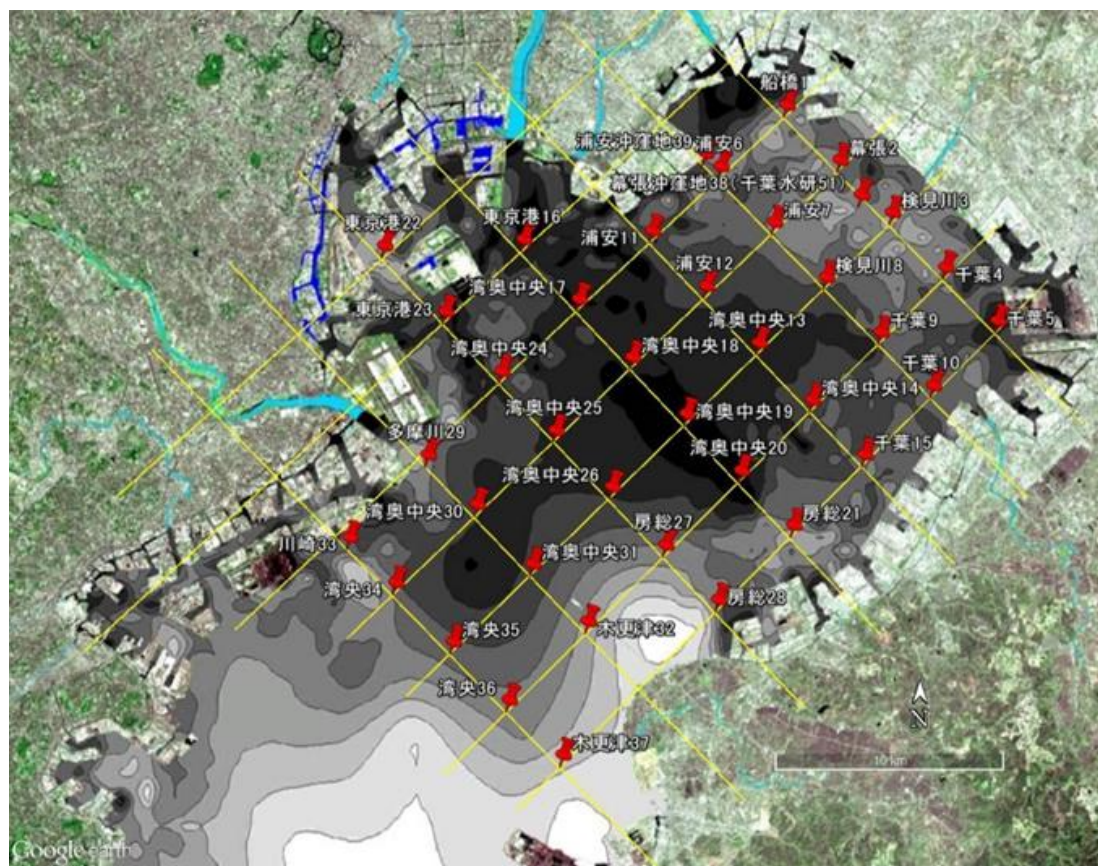 船橋1
浦安沖窪地39
浦安6
幕張2
幕張沖窪地38(千葉水研51)
検見川3
浦安7
東京港22
東京港16
浦安11
検見川8
千葉4
浦安12
湾奥中央17
東京港23
湾奥中央13
千葉9
千葉5
湾奥中央18
湾奥中央24
千葉10
湾奥中央14
湾奥中央25
湾奥中央19
多摩川29
千葉15
湾奥中央20
湾奥中央26
湾奥中央30
房総27
房総21
川崎33
湾奥中央31
湾央34
房総28
木更津32
湾央35
湾央36
N
木更津37
10 km
Google earth